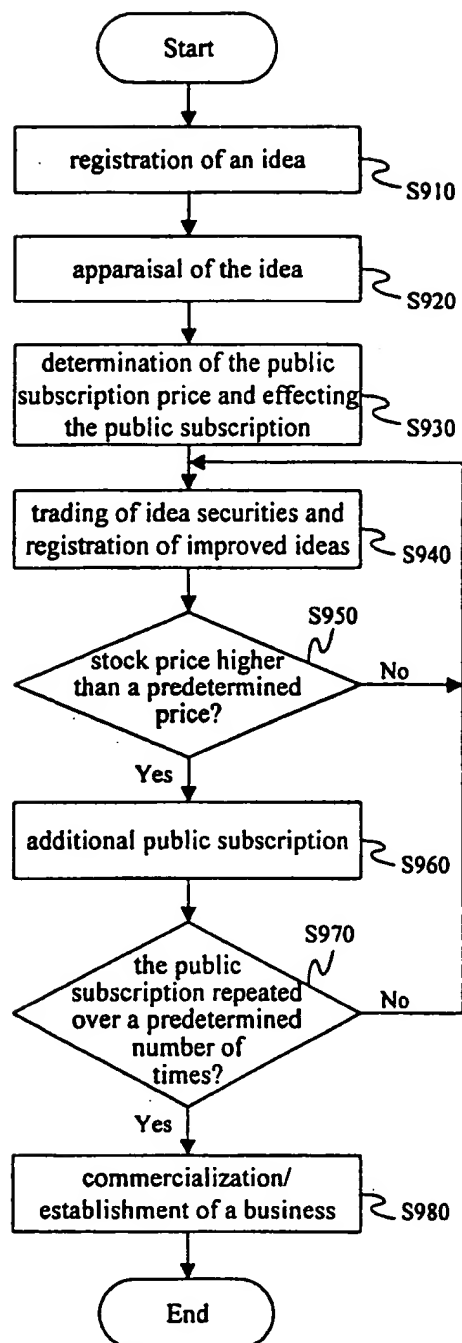 Start
registration of an idea
S910
apparaisal of the idea
S920
determination of the public
subscription price and effecting
the public subscription
S930
trading of idea securities and
registration of improved ideas
S940
S950
stock price higher
than a predetermined
price?
No
Yes
additional public subscription
S960
S970
the public
subscription repeated
over a predetermined
number of
times?
No
Yes
commercialization/
establishment of a business
S980
End